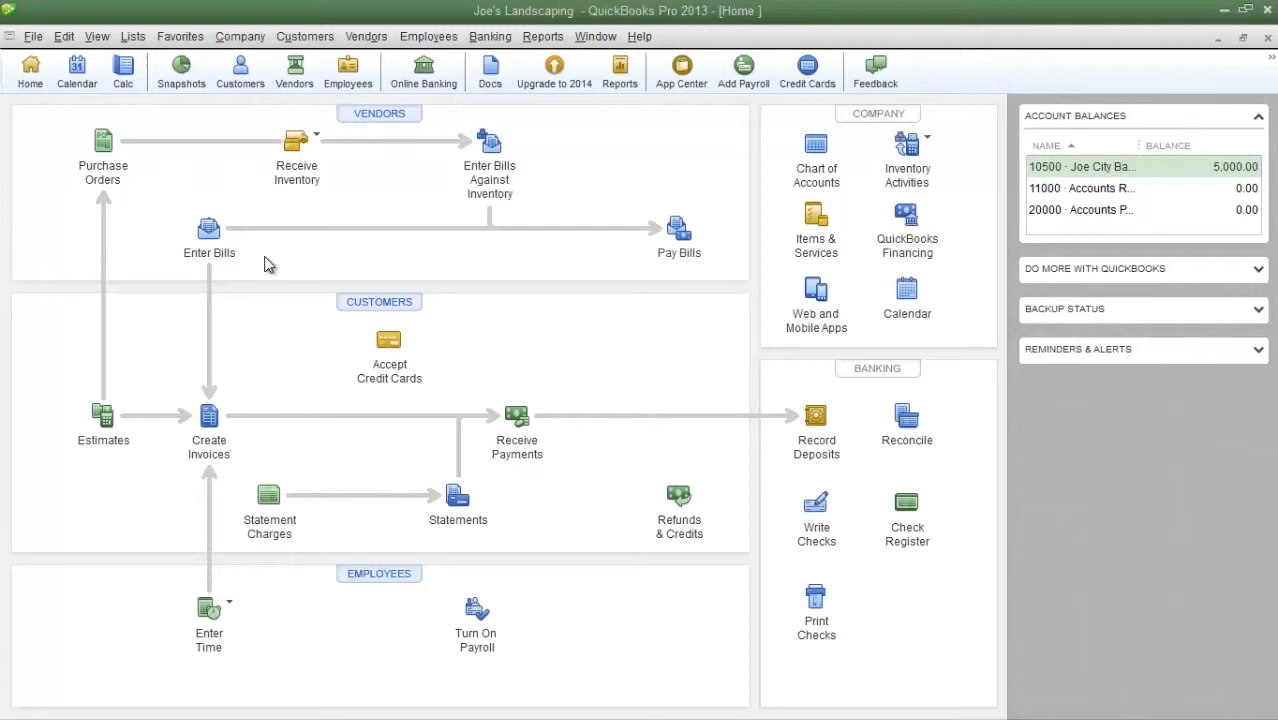 Joe's Landscaping - QuickBooks Pro 2013 - [Home ]
File Edit View Lists Favorites Company Customers Vendors Employees Banking Reports Window Help
31
Home Calendar Calc Snapshots Customers Vendors Employees Online Banking Docs Upgrade to 2014 Reports App Center Add Payroll Credit Cards Feedback
VENDORS
PO
Purchase
Orders
Receive
Inventory
Enter Bills
Against
Inventory
Enter Bills
Pay Bills
CUSTOMERS
Accept
Credit Cards
Estimates
Create
Invoices
Receive
Payments
Statement
Charges
Statements
Refunds
& Credits
EMPLOYEES
Enter
Time
Turn On
Payroll
COMPANY
Chart of
Accounts
Inventory
Activities
Items &
Services
QuickBooks
Financing
Web and
Mobile Apps
Calendar
BANKING
Record
Deposits
Reconcile
Write
Checks
Check
Register
Print
Checks
ACCOUNT BALANCES
NAME BALANCE
10500 · Joe City Ba... 5,000.00
11000 · Accounts R... 0.00
20000 · Accounts P... 0.00
DO MORE WITH QUICKBOOKS
BACKUP STATUS
REMINDERS & ALERTS